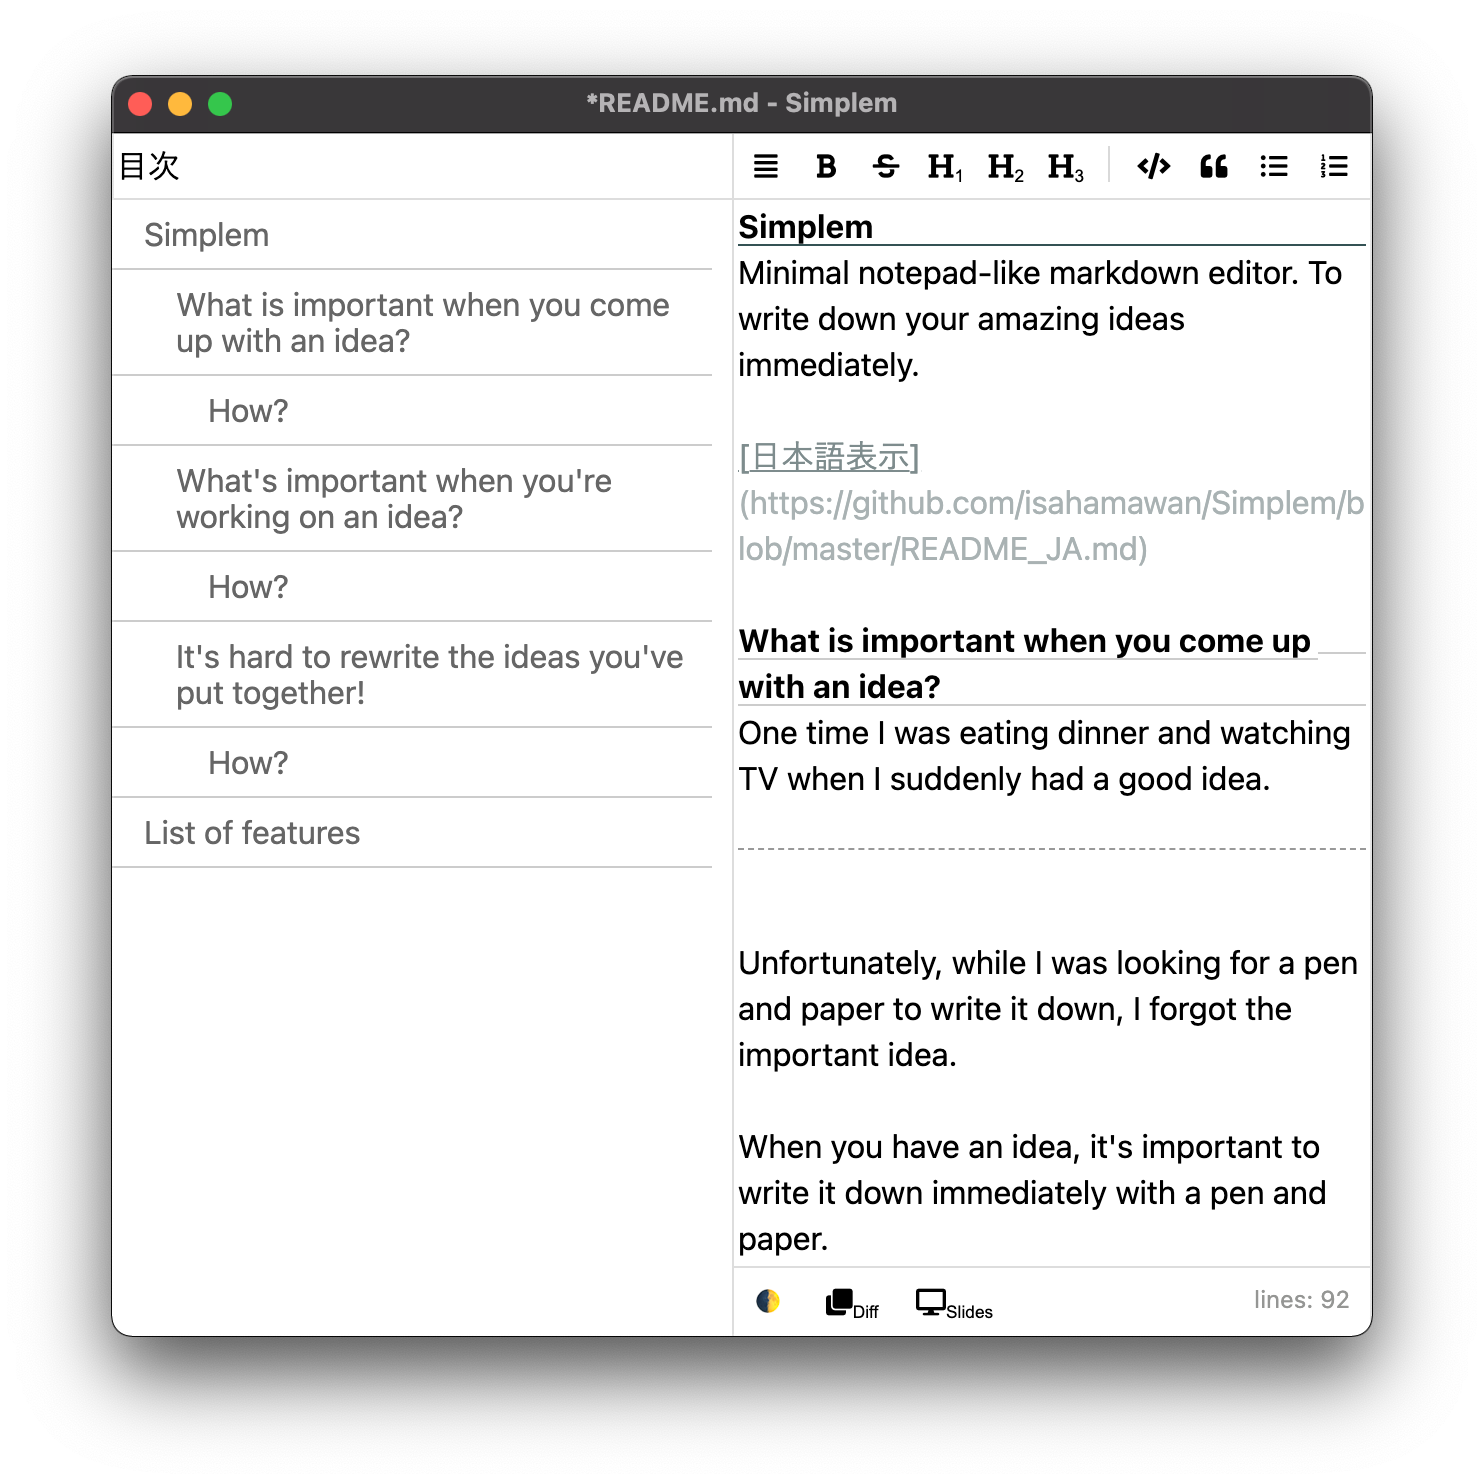 *README.md - Simplem
目次
Simplem
What is important when you come
up with an idea?
How?
What's important when you're
working on an idea?
How?
It's hard to rewrite the ideas you've
put together!
How?
List of features
B S H1 H2 H3
Simplem
Minimal notepad-like markdown editor. To
write down your amazing ideas
immediately.
[日本語表示]
(https://github.com/isahamawan/Simplem/b
lob/master/README_JA.md)
What is important when you come up
with an idea?
One time I was eating dinner and watching
TV when I suddenly had a good idea.
Unfortunately, while I was looking for a pen
and paper to write it down, I forgot the
important idea.
When you have an idea, it's important to
write it down immediately with a pen and
paper.
Diff
Slides
lines: 92